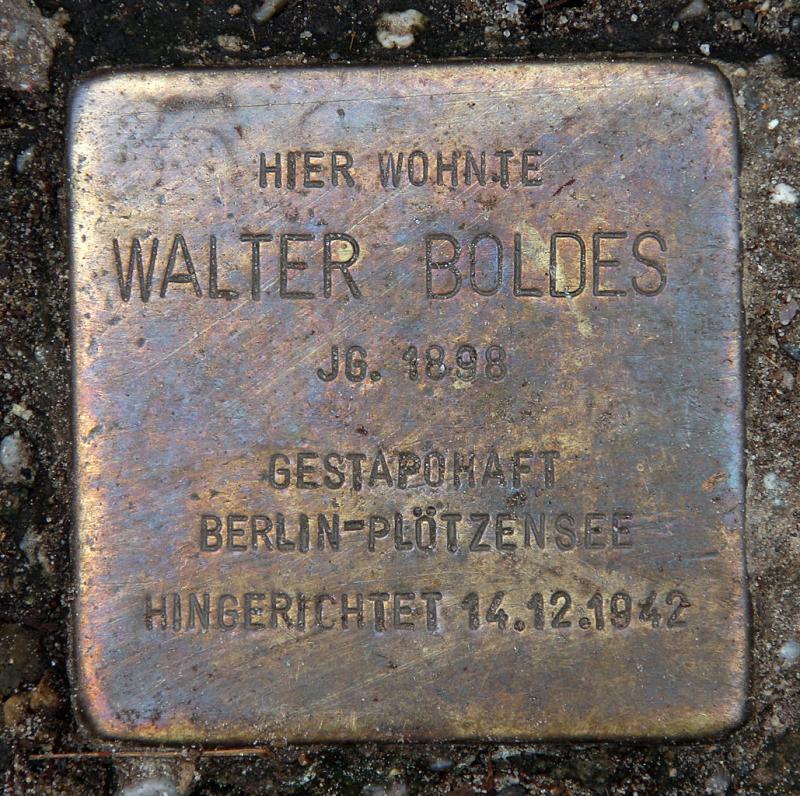 HIER WOHNTE
WALTER BOLDES
JG. 1898
GESTAPOHAFT
BERLIN-PLÖTZENSEE
HINGERICHTET 14.12.1942